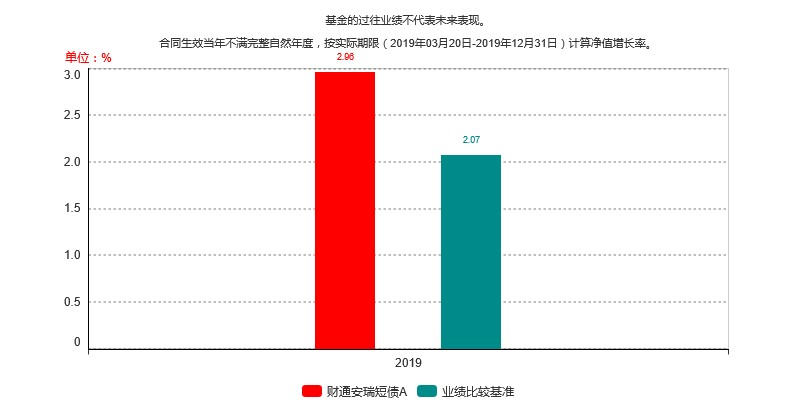 基金的过往业绩不代表未来表现。
合同生效当年不满完整自然年度，按实际期限（2019年03月20日-2019年12月31日）计算净值增长率。
单位：%
2.96
3.0
2.5
2.07
2.0
1.5
1.0
0.5
0
2019
财通安瑞短债A 业绩比较基准